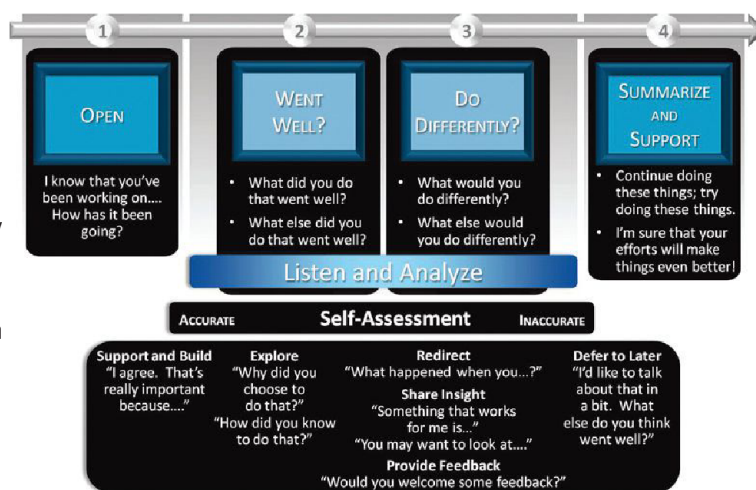 1
2
3
4
OPEN
I know that you've
been working on....
How has it been
going?
WENT
WELL?
• What did you do
that went well?
• What else did you
do that went well?
DO
DIFFERENTLY?
• What would you
do differently?
• What else would
you do differently?
SUMMARIZE
AND
SUPPORT
• Continue doing
these things; try
doing these things.
• I'm sure that your
efforts will make
things even better!
Listen and Analyze
ACCURATE Self-Assessment INACCURATE
Support and Build
"I agree. That's
really important
because...."
Explore
"Why did you
choose to
do that?"
"How did you know
to do that?"
Redirect
"What happened when you...?"
Share Insight
"Something that works
for me is..."
"You may want to look at...."
Provide Feedback
"Would you welcome some feedback?"
Defer to Later
"I'd like to talk
about that in
a bit. What
else do you think
went well?"